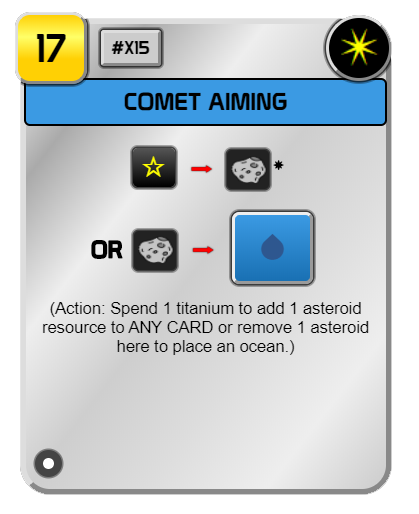 17
#X15
COMET AIMING
*
OR
(Action: Spend 1 titanium to add 1 asteroid
resource to ANY CARD or remove 1 asteroid
here to place an ocean.)